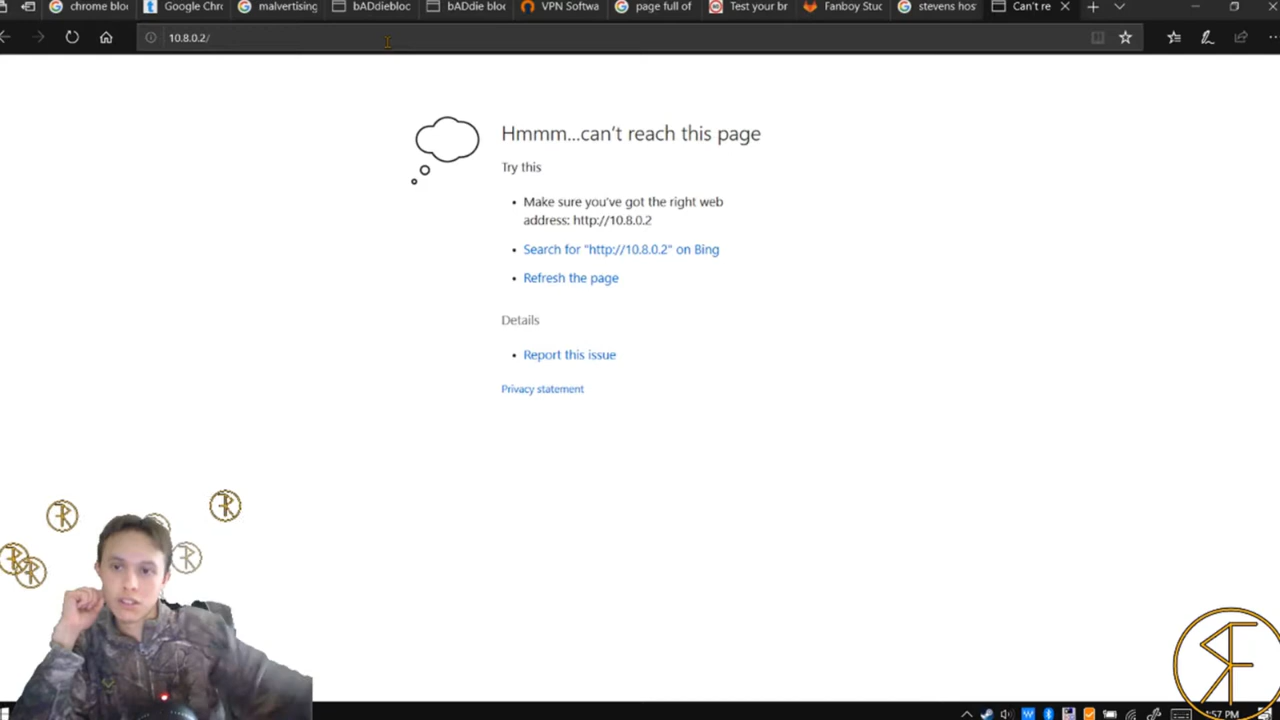 chrome bloc
Google Chro
malvertising
bADdiebloc
bADdie bloc
VPN Softwa
page full of
Test your br
Fanboy Stuc
stevens hos
Can't re
10.8.0.2/
Hmmm...can't reach this page
Try this
• Make sure you've got the right web
address: http://10.8.0.2
• Search for "http://10.8.0.2" on Bing
• Refresh the page
Details
• Report this issue
Privacy statement
:57 PM